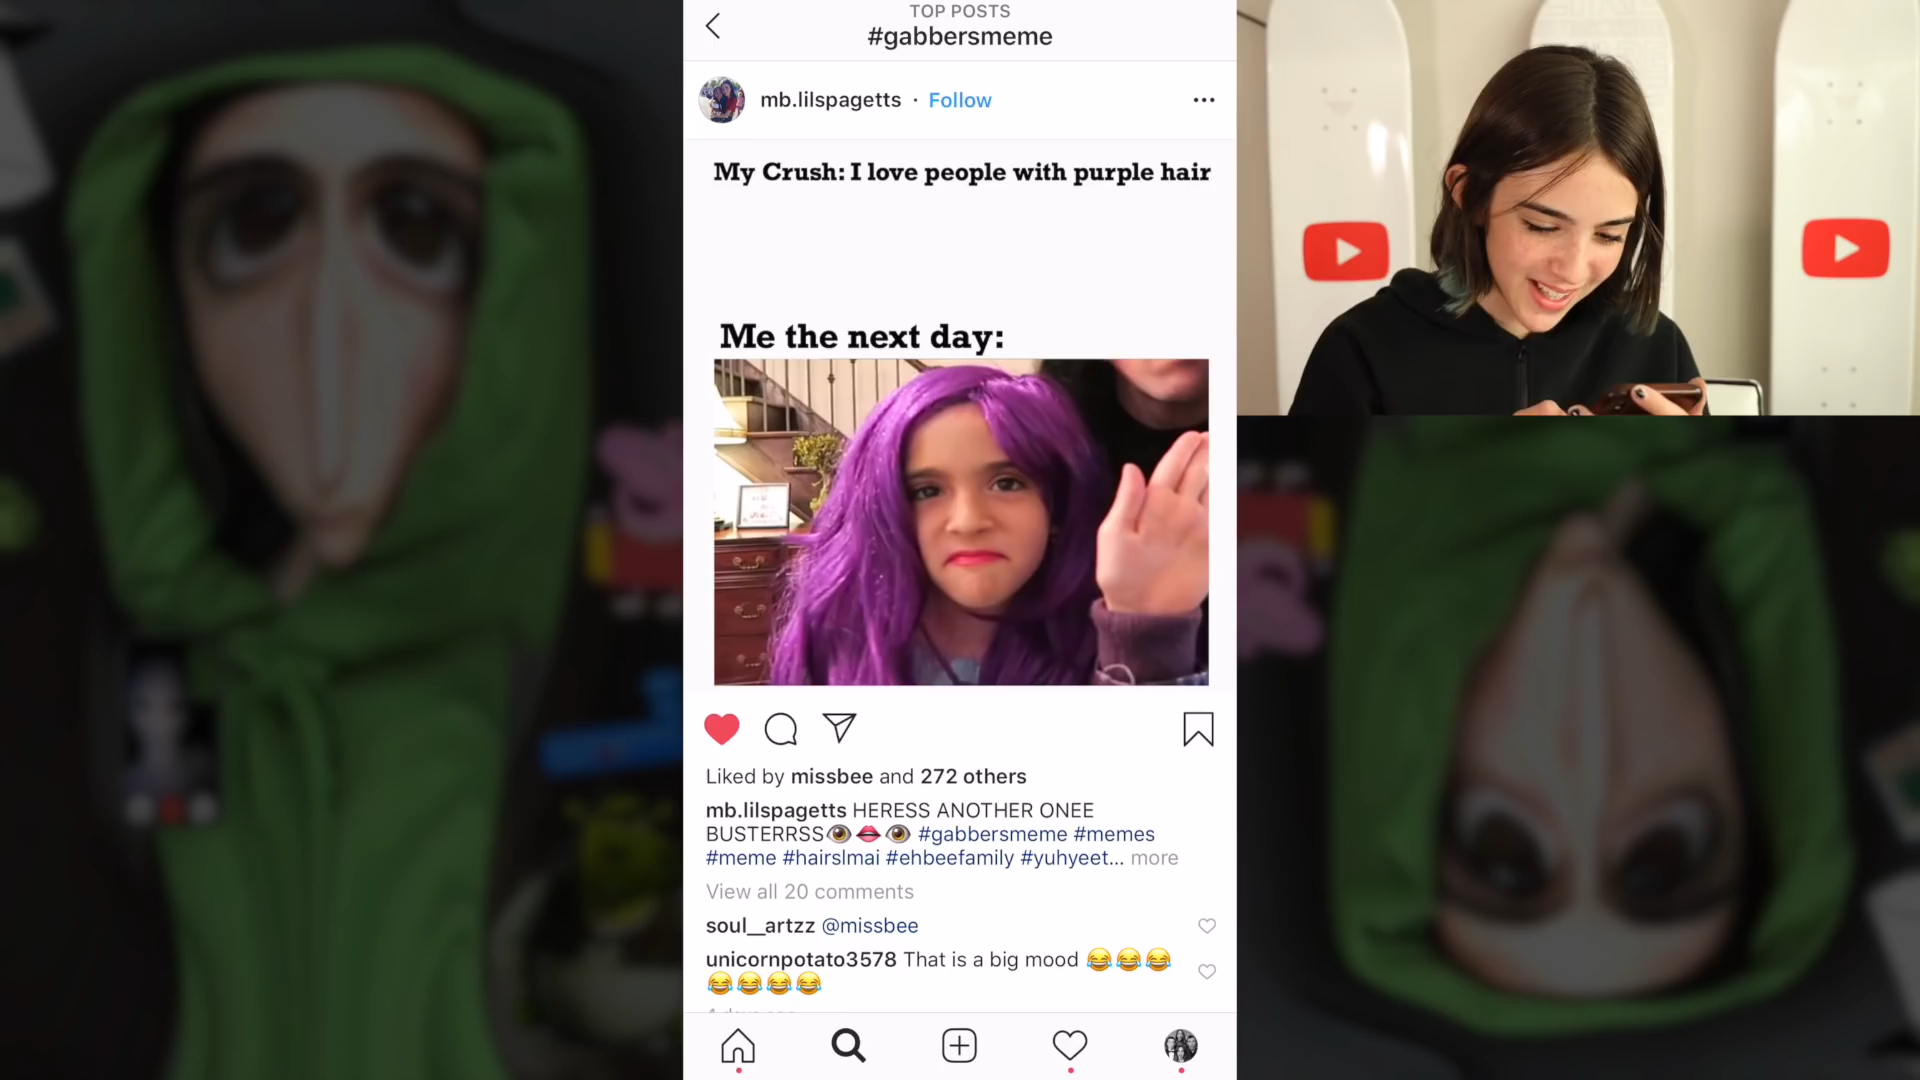 TOP POSTS
#gabbersmeme
mb.lilspagetts · Follow
My Crush: I love people with purple hair
Me the next day:
Liked by missbee and 272 others
mb.lilspagetts HERESS ANOTHER ONEE
BUSTERRSS👁👄👁 #gabbersmeme #memes
#meme #hairslmai #ehbeefamily #yuhyeet... more
View all 20 comments
soul__artzz @missbee
unicornpotato3578 That is a big mood 😂😂😂
😂😂😂😂